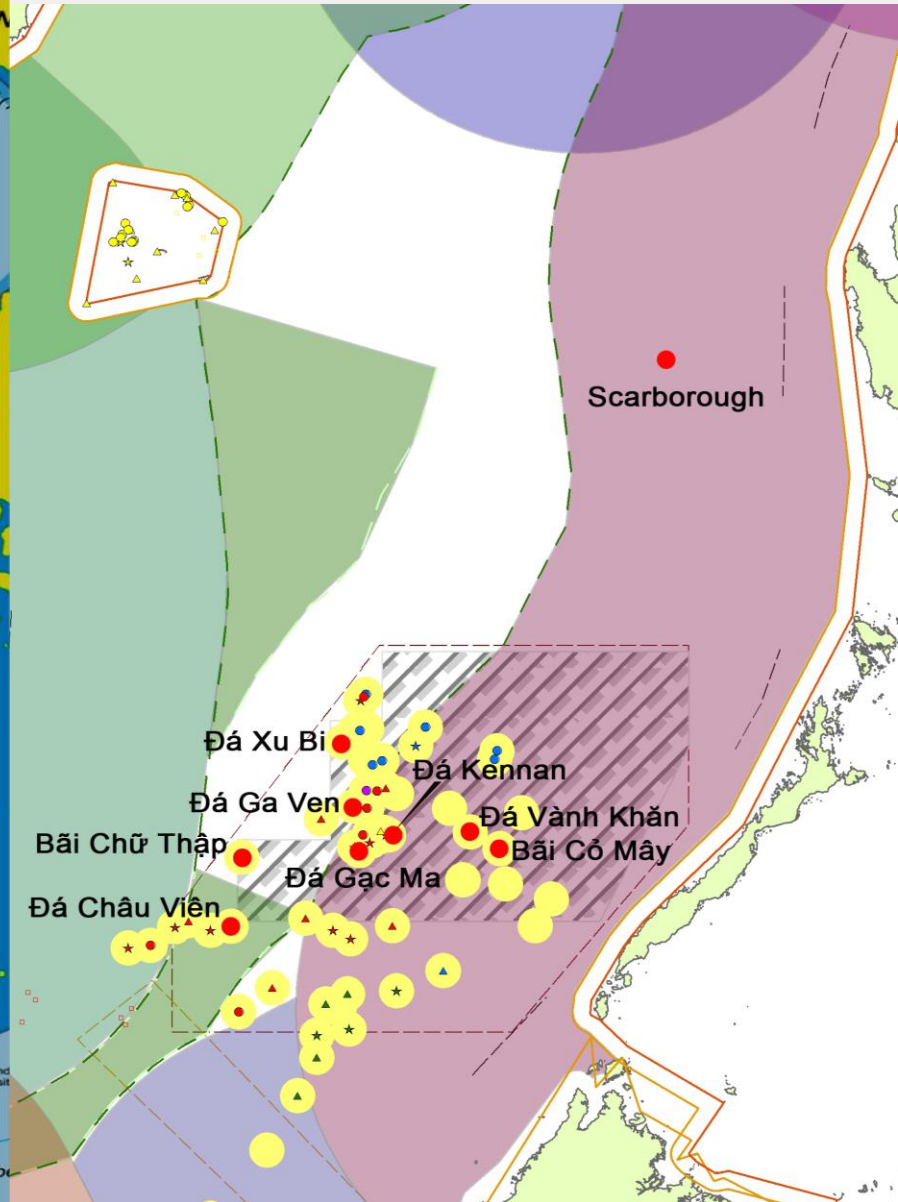 Scarborough
Đá Xu Bi
Đá Kennan
Đá Ga Ven
Đá Vành Khăn
Bãi Chữ Thập
Bãi Cỏ Mây
Đá Gạc Ma
Đá Châu Viên